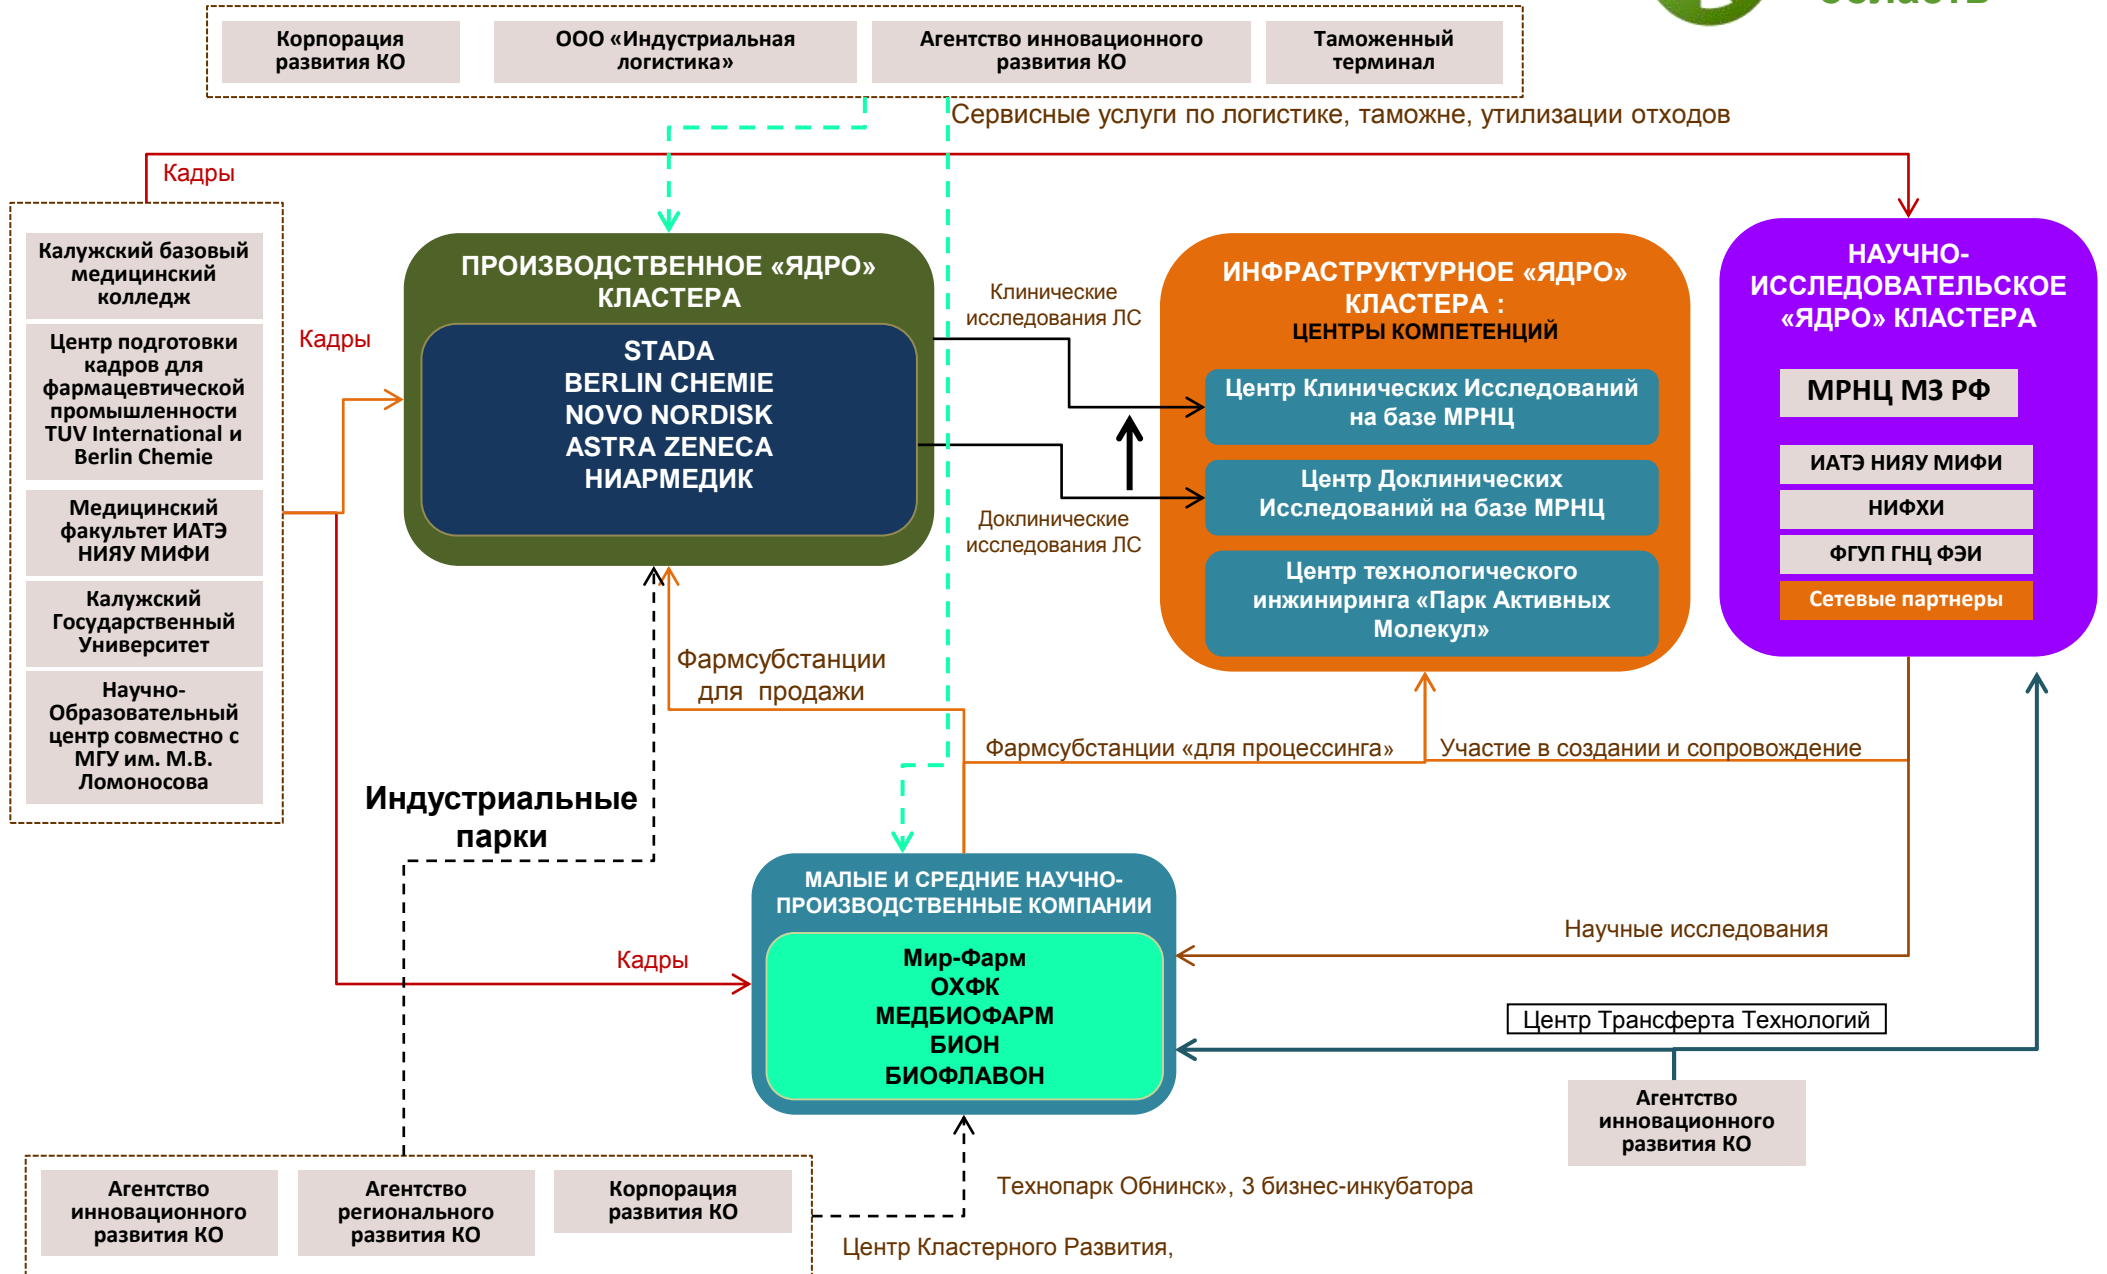 область
Корпорация
развития КО
ООО «Индустриальная
логистика»
Агентство инновационного
развития КО
Таможенный
терминал
Сервисные услуги по логистике, таможне, утилизации отходов
Кадры
Калужский базовый
медицинский
колледж
Центр подготовки
кадров для
фармацевтической
промышленности
TUV International и
Berlin Chemie
Медицинский
факультет ИАТЭ
НИЯУ МИФИ
Калужский
Государственный
Университет
Научно-
Образовательный
центр совместно с
МГУ им. М.В.
Ломоносова
Кадры
ПРОИЗВОДСТВЕННОЕ «ЯДРО»
КЛАСТЕРА
STADA
BERLIN CHEMIE
NOVO NORDISK
ASTRA ZENECA
НИАРМЕДИК
Клинические
исследования ЛС
Доклинические
исследования ЛС
ИНФРАСТРУКТУРНОЕ «ЯДРО»
КЛАСТЕРА :
ЦЕНТРЫ КОМПЕТЕНЦИЙ
Центр Клинических Исследований
на базе МРНЦ
Центр Доклинических
Исследований на базе МРНЦ
Центр технологического
инжиниринга «Парк Активных
Молекул»
НАУЧНО-
ИССЛЕДОВАТЕЛЬСКОЕ
«ЯДРО» КЛАСТЕРА
МРНЦ МЗ РФ
ИАТЭ НИЯУ МИФИ
НИФХИ
ФГУП ГНЦ ФЭИ
Сетевые партнеры
Фармсубстанции
для продажи
Фармсубстанции «для процессинга»
Участие в создании и сопровождение
Индустриальные
парки
МАЛЫЕ И СРЕДНИЕ НАУЧНО-
ПРОИЗВОДСТВЕННЫЕ КОМПАНИИ
Мир-Фарм
ОХФК
МЕДБИОФАРМ
БИОН
БИОФЛАВОН
Кадры
Научные исследования
Центр Трансферта Технологий
Агентство
инновационного
развития КО
Агентство
инновационного
развития КО
Агентство
регионального
развития КО
Корпорация
развития КО
Технопарк Обнинск», 3 бизнес-инкубатора
Центр Кластерного Развития,